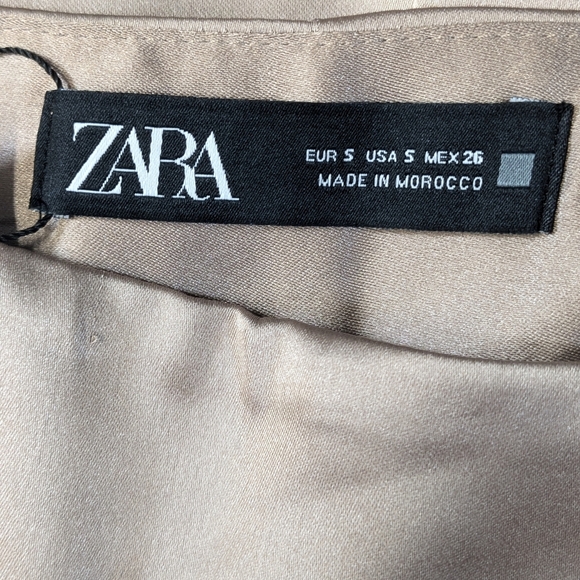 ZARA
EUR S USA S MEX 26
MADE IN MOROCCO